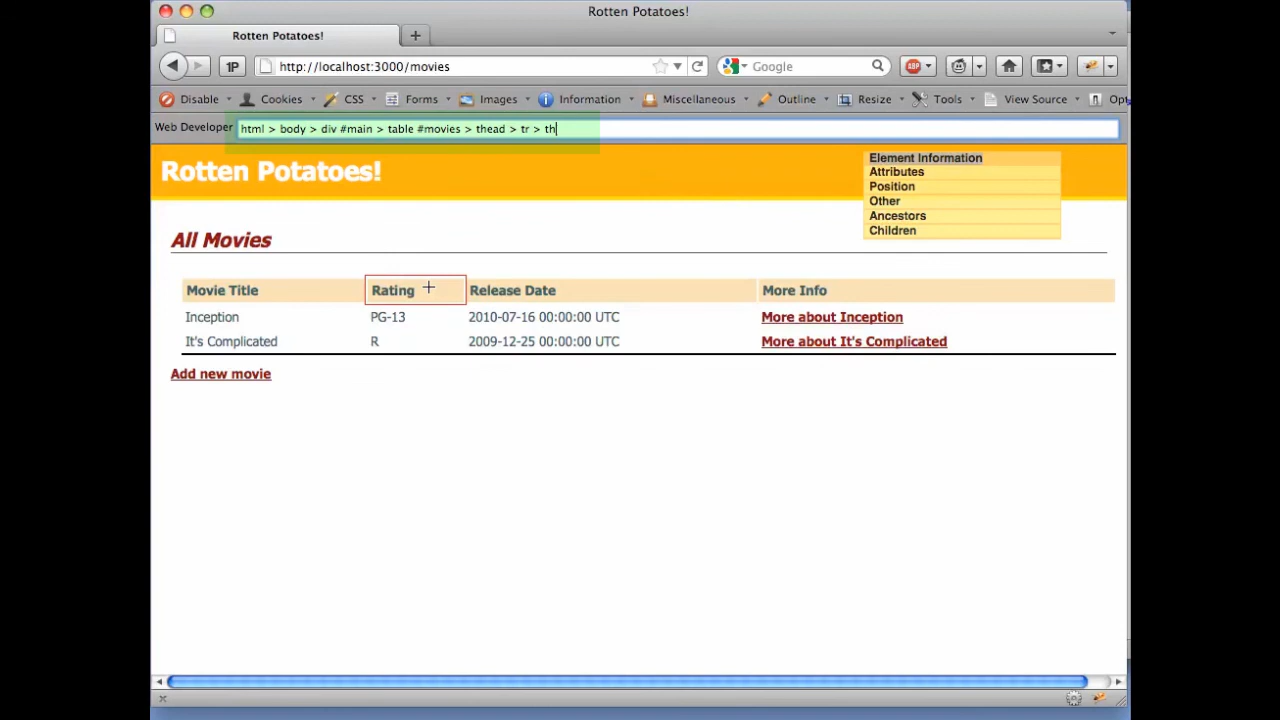 Rotten Potatoes!
Rotten Potatoes!
1P http://localhost:3000/movies Google ABP
Disable Cookies CSS Forms Images Information Miscellaneous Outline Resize Tools View Source Opt
Web Developer html > body > div #main > table #movies > thead > tr > th
Rotten Potatoes!
Element Information
Attributes
Position
Other
Ancestors
Children
All Movies
Movie Title Rating Release Date More Info
Inception PG-13 2010-07-16 00:00:00 UTC More about Inception
It's Complicated R 2009-12-25 00:00:00 UTC More about It's Complicated
Add new movie